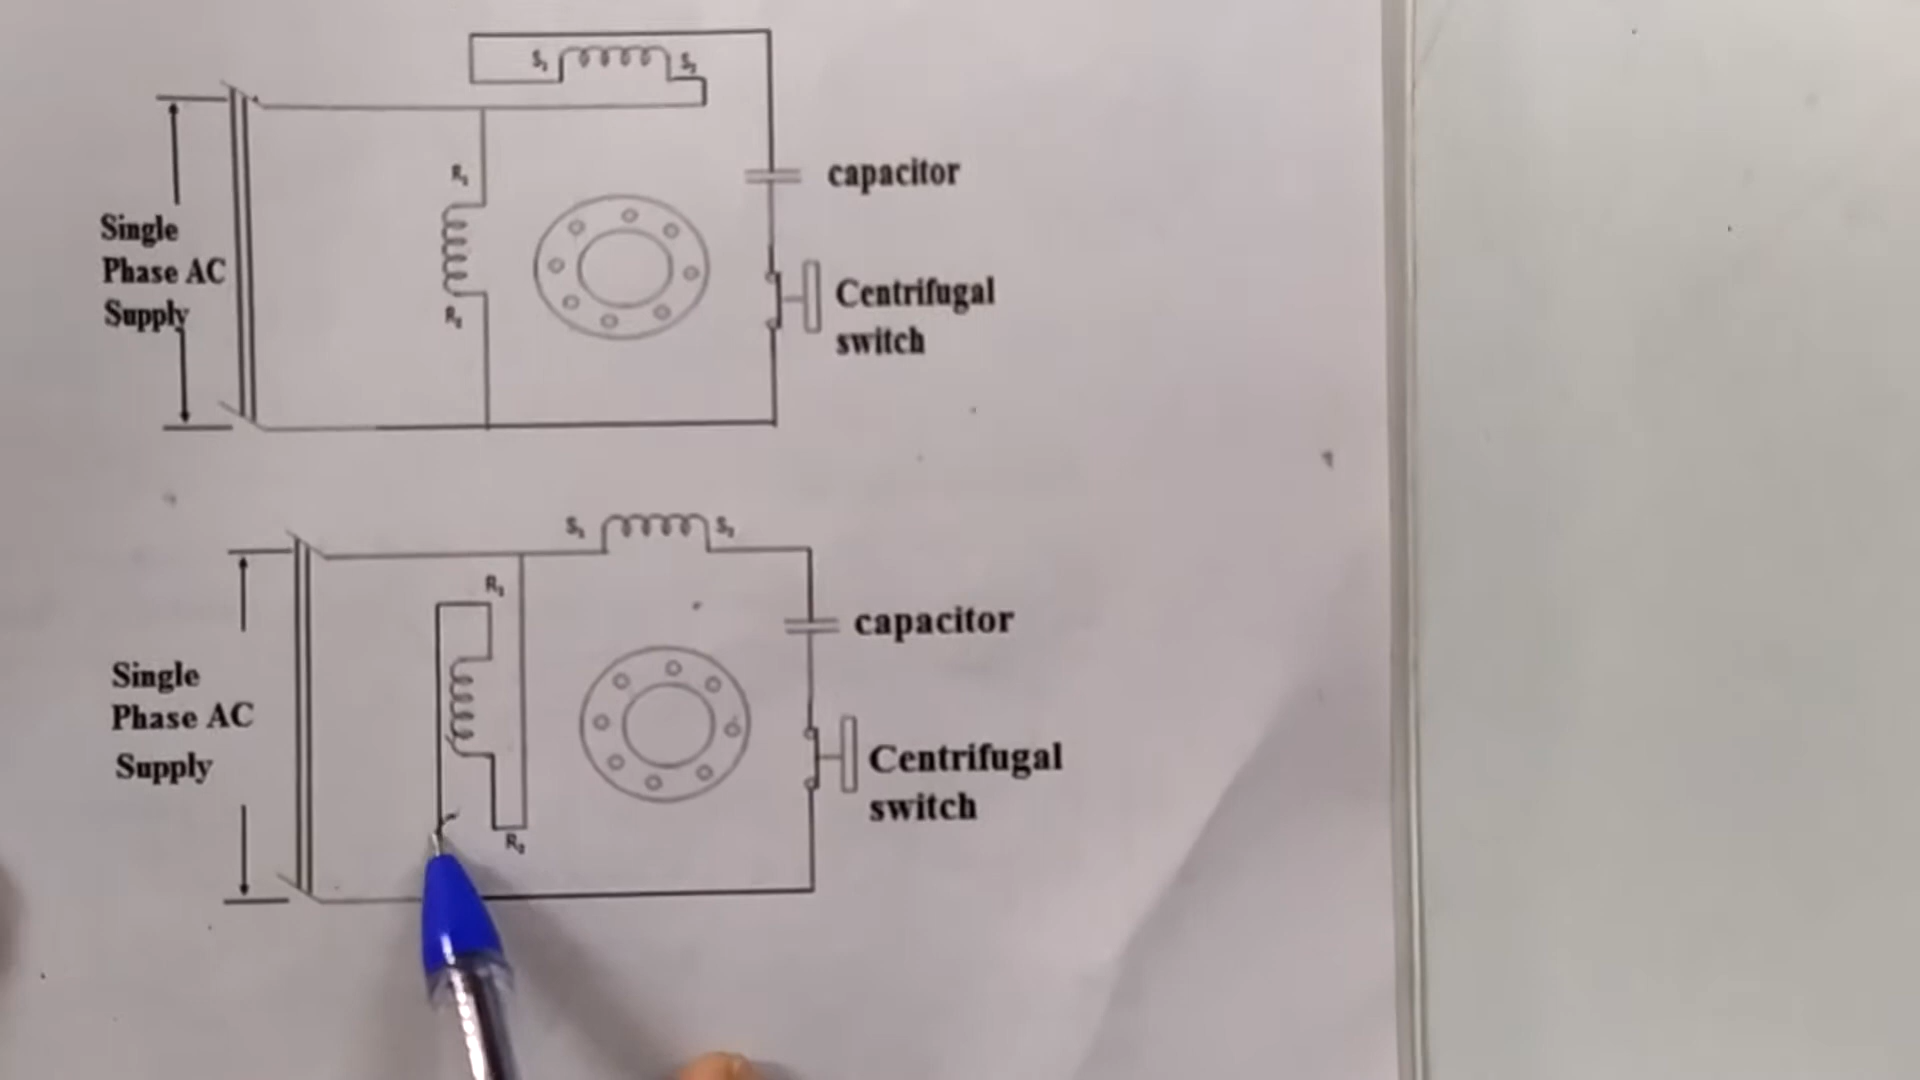 S₁
S₂
R₁
capacitor
Single
Phase AC
Supply
R₂
Centrifugal
switch
S₁
S₂
R₁
capacitor
Single
Phase AC
Supply
Centrifugal
switch
R₂